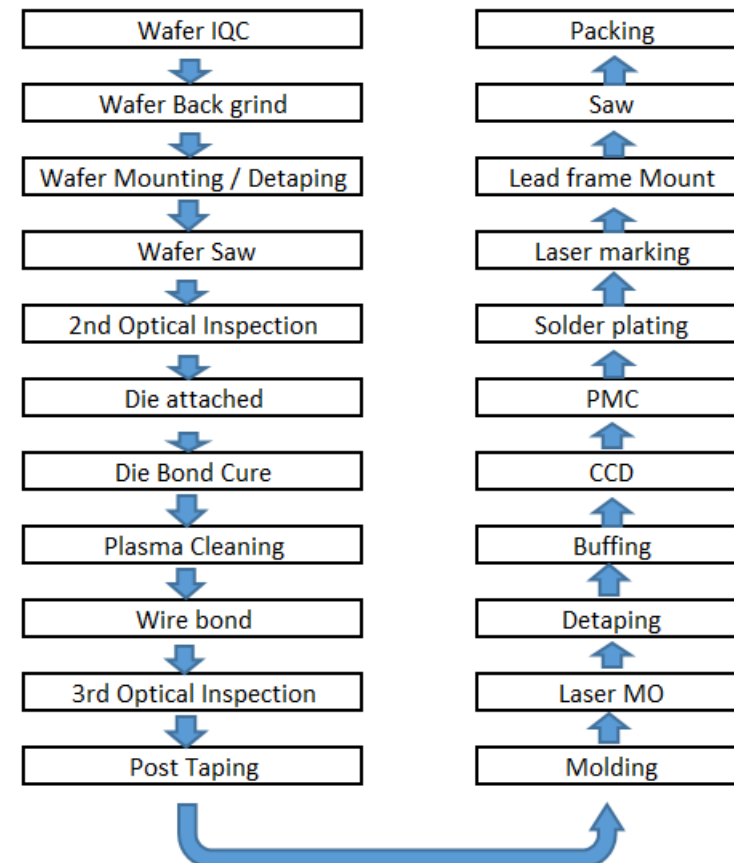 Wafer IQC
Wafer Back grind
Wafer Mounting / Detaping
Wafer Saw
2nd Optical Inspection
Die attached
Die Bond Cure
Plasma Cleaning
Wire bond
3rd Optical Inspection
Post Taping
Molding
Laser MO
Detaping
Buffing
CCD
PMC
Solder plating
Laser marking
Lead frame Mount
Saw
Packing